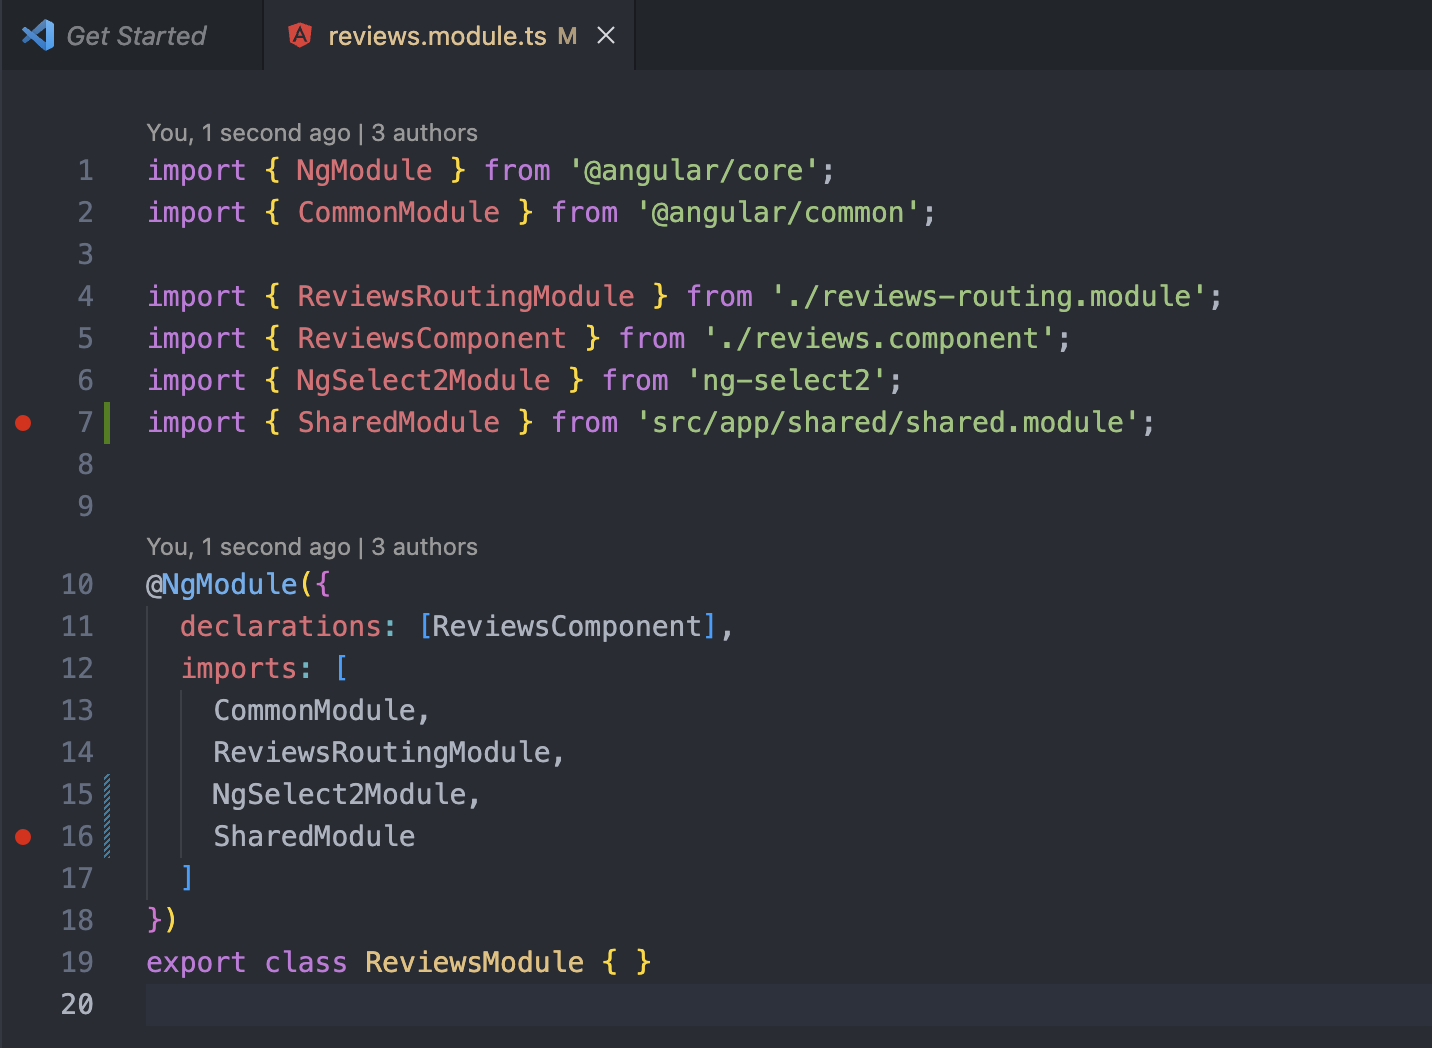 Get Started reviews.module.ts M
You, 1 second ago | 3 authors
1 import { NgModule } from '@angular/core';
2 import { CommonModule } from '@angular/common';
3
4 import { ReviewsRoutingModule } from './reviews-routing.module';
5 import { ReviewsComponent } from './reviews.component';
6 import { NgSelect2Module } from 'ng-select2';
7 import { SharedModule } from 'src/app/shared/shared.module';
8
9
You, 1 second ago | 3 authors
10 @NgModule({
11   declarations: [ReviewsComponent],
12   imports: [
13     CommonModule,
14     ReviewsRoutingModule,
15     NgSelect2Module,
16     SharedModule
17   ]
18 })
19 export class ReviewsModule { }
20